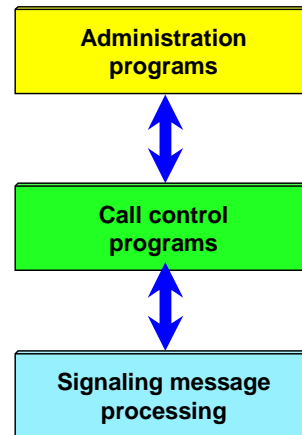 Administration
programs
Call control
programs
Signaling message
processing